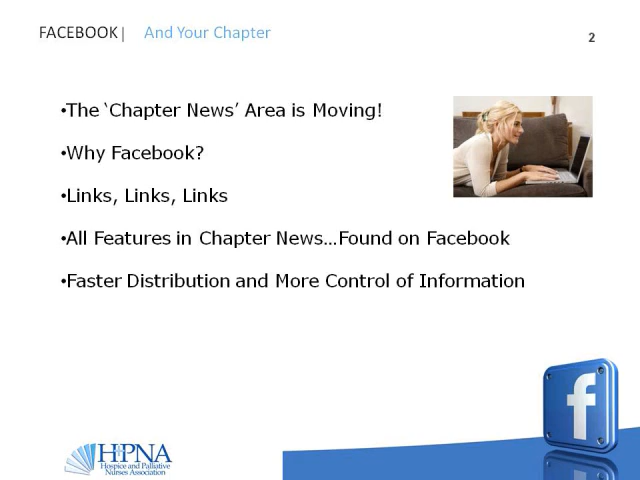 FACEBOOK| And Your Chapter
2
•The ‘Chapter News’ Area is Moving!
•Why Facebook?
•Links, Links, Links
•All Features in Chapter News…Found on Facebook
•Faster Distribution and More Control of Information
f
HPNA
Hospice and Palliative
Nurses Association